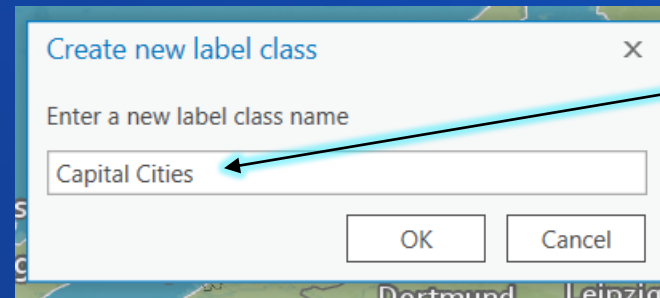 Create new label class
Enter a new label class name
Capital Cities
OK Cancel
Dortmund Leipzig